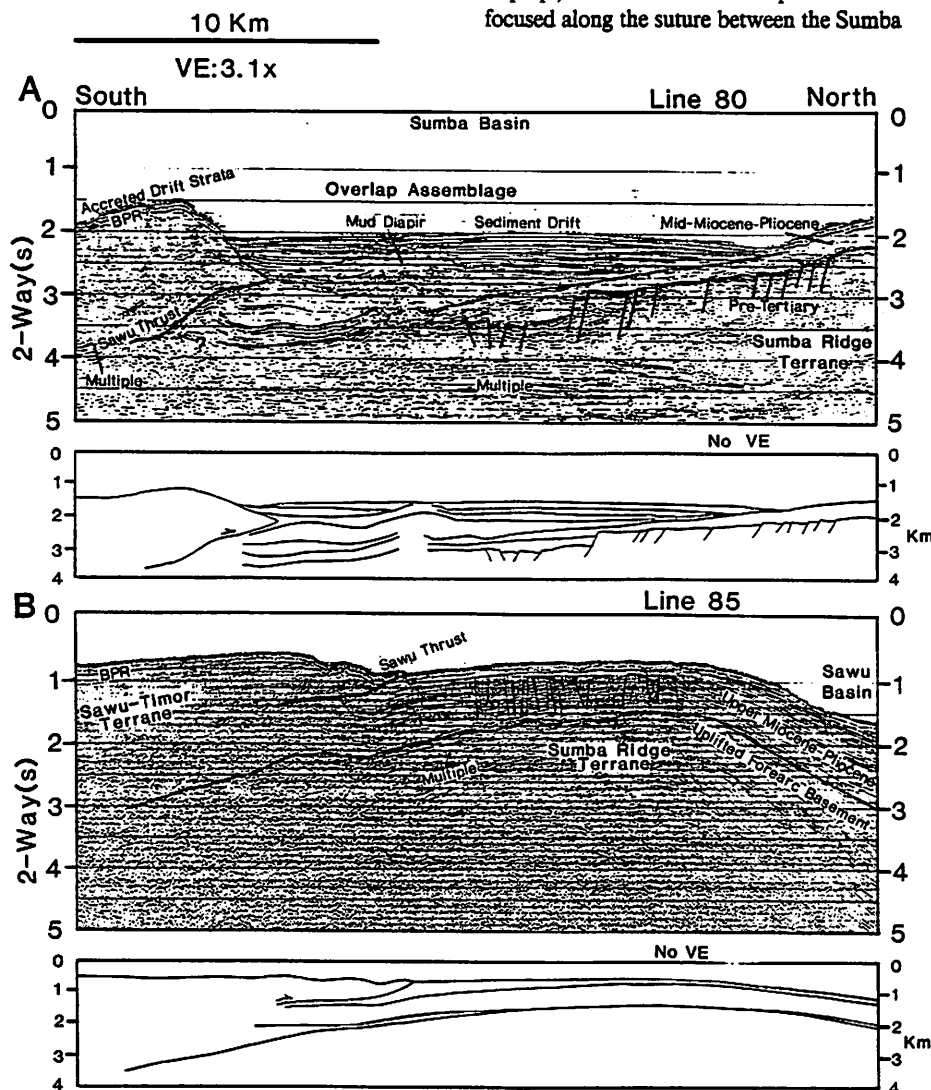 focused along the suture between the Sumba
10 Km
VE:3.1x
A
South
Line 80
North
0
0
Sumba Basin
1
1
Accreted Drift Strata
Overlap Assemblage
BPR
Mud Diapir
Sediment Drift
Mid-Miocene-Pliocene
2
2
2-Way(s)
3
3
Pre-Tertiary
Sawu Thrust
?
Sumba Ridge
Terrane
4
4
Multiple
Multiple
5
5
No VE
0
0
1
1
2
2
Km
3
3
4
4
B
Line 85
0
0
Sawu Thrust
BPR
Sawu
Basin
1
1
Sawu-Timor
Terrane
Upper Miocene-Pliocene
2
2
2-Way(s)
Sumba Ridge
Terrane
Multiple
Uplifted Forearc Basement
3
3
4
4
5
5
No VE
0
0
1
1
2
2
Km
3
3
4
4